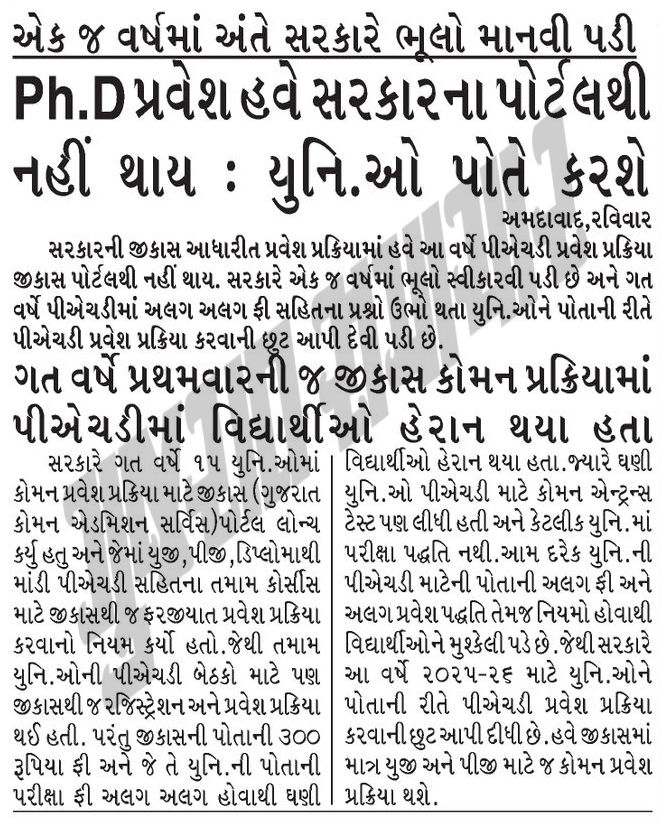 એક જ વર્ષમાં અંતે સરકારે ભૂલો માનવી પડી
Ph.D પ્રવેશ હવે સરકારના પોર્ટલથી
નહીં થાય : યુનિ.ઓ પોતે કરશે
અમદાવાદ,રવિવાર
સરકારની જીકાસ આધારીત પ્રવેશ પ્રક્રિયામાં હવે આ વર્ષે પીએચડી પ્રવેશ પ્રક્રિયા
જીકાસ પોર્ટલથી નહીં થાય. સરકારે એક જ વર્ષમાં ભૂલો સ્વીકારવી પડી છે અને ગત
વર્ષે પીએચડીમાં અલગ અલગ ફી સહિતના પ્રશ્નો ઉભો થતા યુનિ.ઓને પોતાની રીતે
પીએચડી પ્રવેશ પ્રક્રિયા કરવાની છુટ આપી દેવી પડી છે.
ગત વર્ષે પ્રથમવારની જ જીકાસ કોમન પ્રક્રિયામાં
પીએચડીમાં વિદ્યાર્થીઓ હેરાન થયા હતા
સરકારે ગત વર્ષે ૧૫ યુનિ.ઓમાં
કોમન પ્રવેશ પ્રક્રિયા માટે જીકાસ (ગુજરાત
કોમન એડમિશન સર્વિસ)પોર્ટલ લોન્ચ
કર્યુ હતુ અને જેમાં યુજી,પીજી,ડિપ્લોમાથી
માંડી પીએચડી સહિતના તમામ કોર્સીસ
માટે જીકાસથી જ ફરજીયાત પ્રવેશ પ્રક્રિયા
કરવાનો નિયમ કર્યો હતો.જેથી તમામ
યુનિ.ઓની પીએચડી બેઠકો માટે પણ
જીકાસથી જ રજિસ્ટ્રેશન અને પ્રવેશ પ્રક્રિયા
થઈ હતી. પરંતુ જીકાસની પોતાની ૩૦૦
રૂપિયા ફી અને જે તે યુનિ.ની પોતાની
પરીક્ષા ફી અલગ અલગ હોવાથી ઘણી
વિદ્યાર્થીઓ હેરાન થયા હતા.જ્યારે ઘણી
યુનિ.ઓ પીએચડી માટે કોમન એન્ટ્રન્સ
ટેસ્ટ પણ લીધી હતી અને કેટલીક યુનિ.માં
પરીક્ષા પદ્ધતિ નથી. આમ દરેક યુનિ.ની
પીએચડી માટેની પોતાની અલગ ફી અને
અલગ પ્રવેશ પદ્ધતિ તેમજ નિયમો હોવાથી
વિદ્યાર્થીઓને મુશ્કેલી પડે છે.જેથી સરકારે
આ વર્ષે ૨૦૨૫-૨૬ માટે યુનિ.ઓને
પોતાની રીતે પીએચડી પ્રવેશ પ્રક્રિયા
કરવાની છુટ આપી દીધી છે.હવે જીકાસમાં
માત્ર યુજી અને પીજી માટે જ કોમન પ્રવેશ
પ્રક્રિયા થશે.